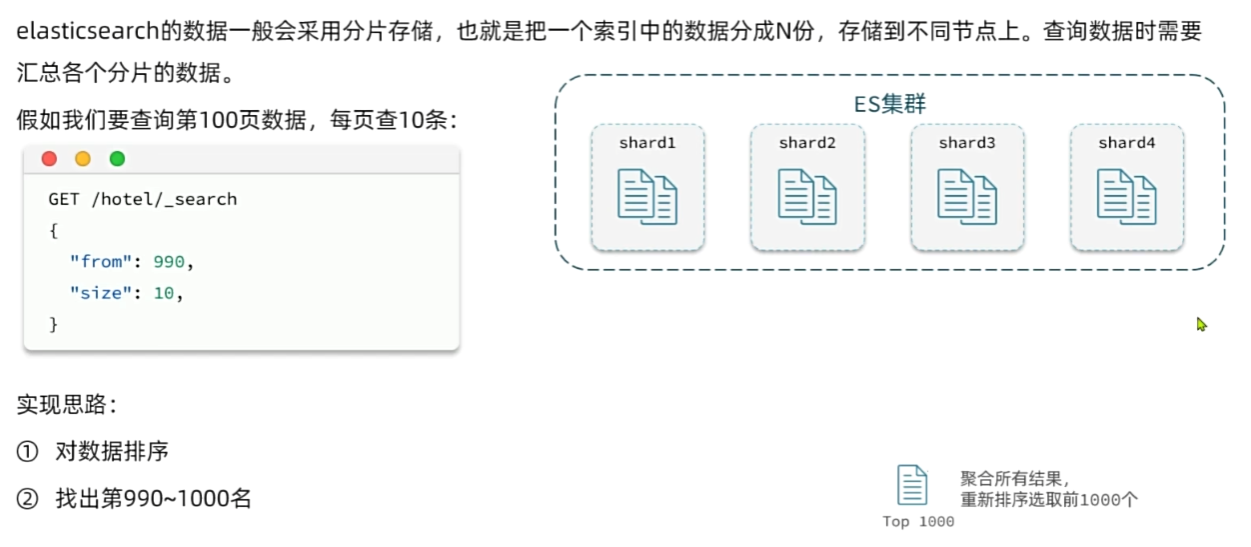 elasticsearch的数据一般会采用分片存储，也就是把一个索引中的数据分成N份，存储到不同节点上。查询数据时需要
汇总各个分片的数据。
假如我们要查询第100页数据，每页查10条：
GET /hotel/_search
{
"from": 990,
"size": 10,
}
ES集群
shard1
shard2
shard3
shard4
实现思路：
① 对数据排序
② 找出第990~1000名
聚合所有结果，
重新排序选取前1000个
Top 1000